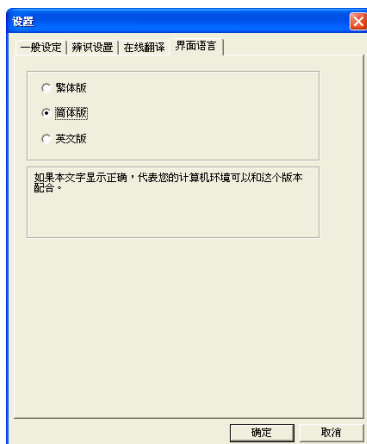 设置
一般设定 辨识设置 在线翻译 界面语言
繁体版
简体版
英文版
如果本文字显示正确，代表您的计算机环境可以和这个版本
配合。
确定 取消